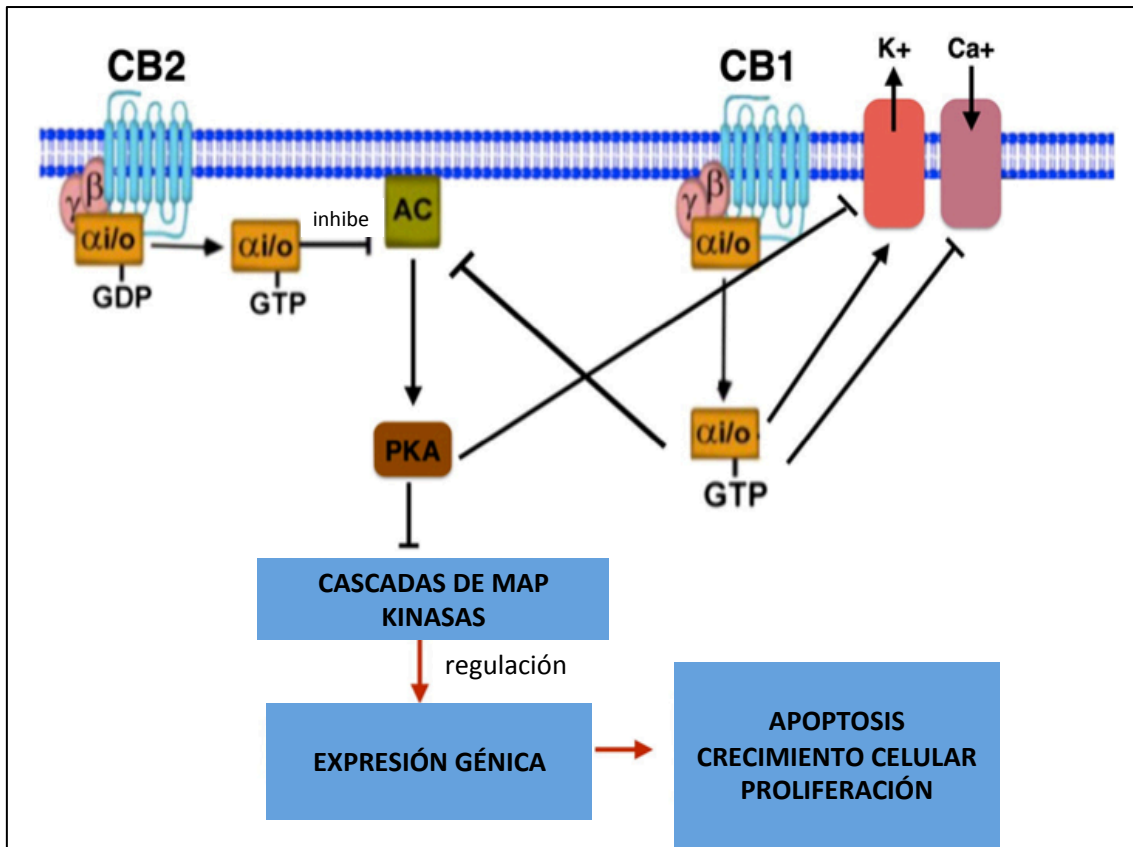 CB2
CB1
K+
Ca+
γ
β
αi/o
GDP
αi/o
GTP
inhibe
AC
γ
β
αi/o
PKA
αi/o
GTP
CASCADAS DE MAP
KINASAS
regulación
EXPRESIÓN GÉNICA
APOPTOSIS
CRECIMIENTO CELULAR
PROLIFERACIÓN